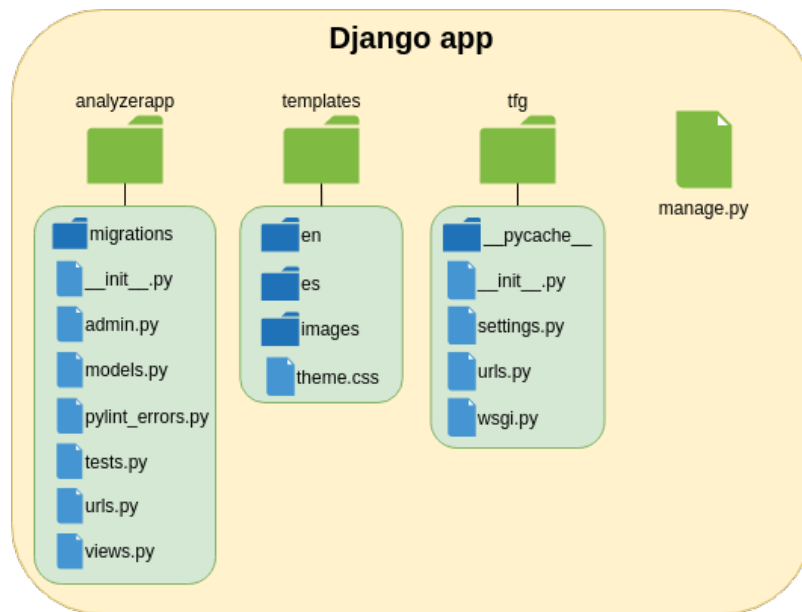 Django app
analyzerapp
migrations
__init__.py
admin.py
models.py
pylint_errors.py
tests.py
urls.py
views.py
templates
en
es
images
theme.css
tfg
__pycache__
__init__.py
settings.py
urls.py
wsgi.py
manage.py